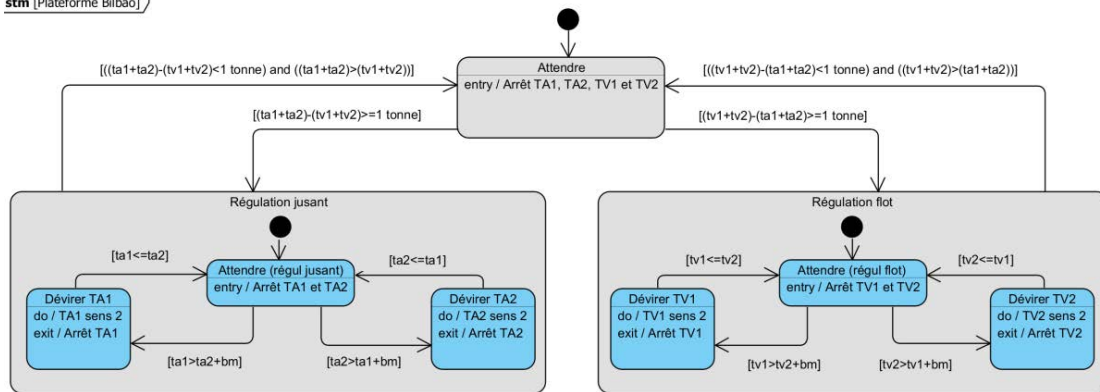 stm [Plateforme Bilbao]
Attendre
entry / Arrêt TA1, TA2, TV1 et TV2
[((ta1+ta2)-(tv1+tv2)<1 tonne) and ((ta1+ta2)>(tv1+tv2))]
[((tv1+tv2)-(ta1+ta2)<1 tonne) and ((tv1+tv2)>(ta1+ta2))]
[(ta1+ta2)-(tv1+tv2)>=1 tonne]
[(tv1+tv2)-(ta1+ta2)>=1 tonne]
Régulation jusant
[ta1<=ta2]
Attendre (régul jusant)
entry / Arrêt TA1 et TA2
[ta2<=ta1]
Dévirer TA1
do / TA1 sens 2
exit / Arrêt TA1
Dévirer TA2
do / TA2 sens 2
exit / Arrêt TA2
[ta1>ta2+bm]
[ta2>ta1+bm]
Régulation flot
[tv1<=tv2]
Attendre (régul flot)
entry / Arrêt TV1 et TV2
[tv2<=tv1]
Dévirer TV1
do / TV1 sens 2
exit / Arrêt TV1
Dévirer TV2
do / TV2 sens 2
exit / Arrêt TV2
[tv1>tv2+bm]
[tv2>tv1+bm]